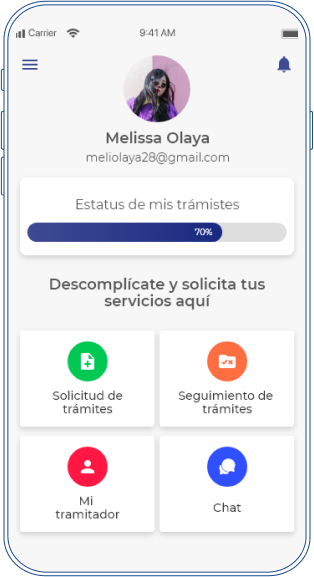 Carrier 9:41 AM
Melissa Olaya
meliolaya28@gmail.com
Estatus de mis trámistes
70%
Descomplícate y solicita tus
servicios aquí
Solicitud de
trámites
Seguimiento de
trámites
Mi
tramitador
Chat